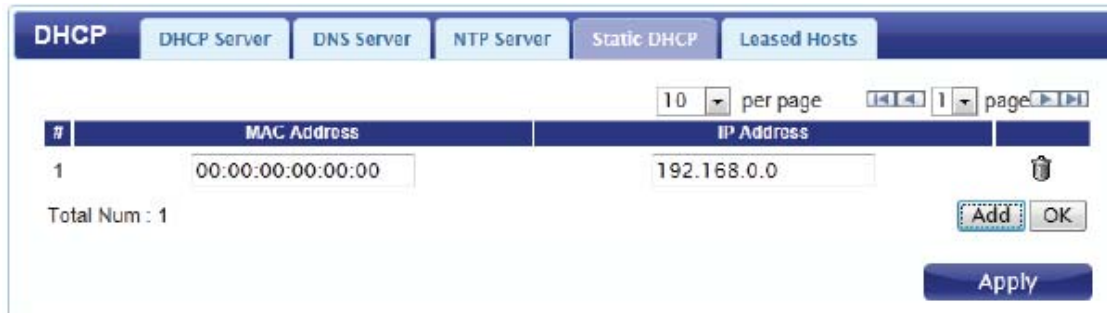 DHCP DHCP Server DNS Server NTP Server Static DHCP Leased Hosts
10 per page 1 page
# MAC Address IP Address
1 00:00:00:00:00:00 192.168.0.0
Total Num : 1 Add OK
Apply